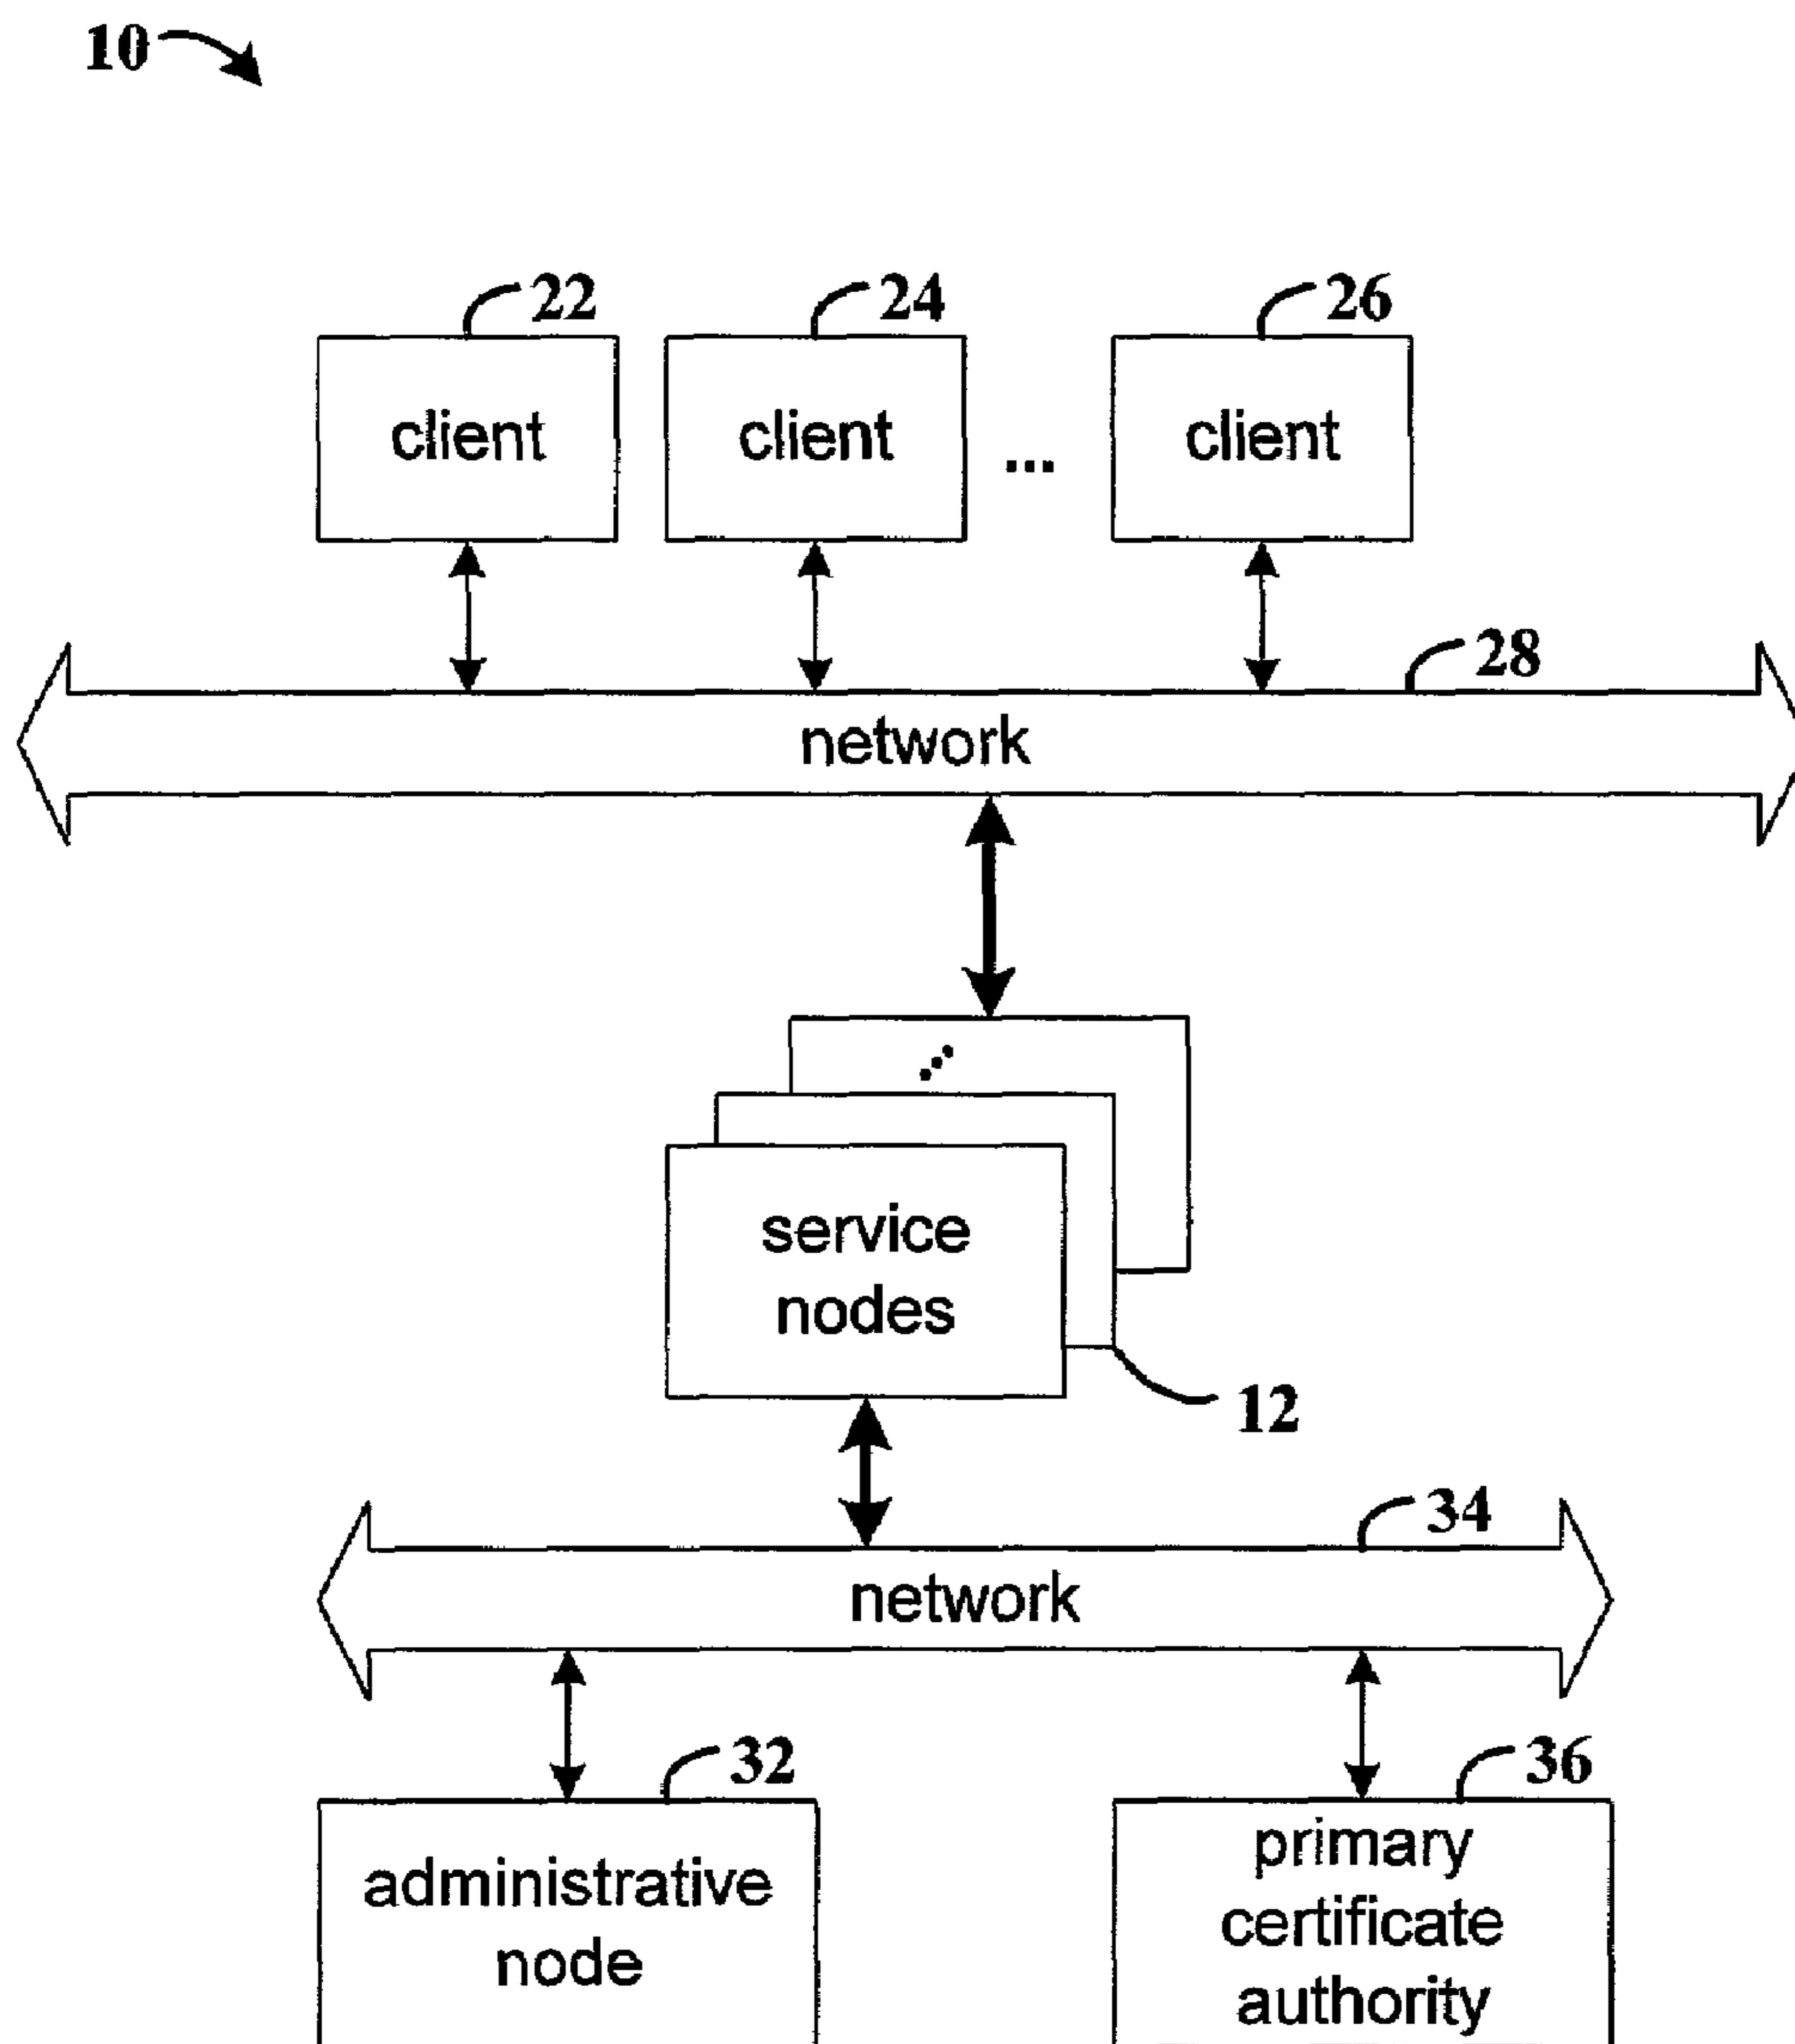 10
22
24
26
client
client
...
client
28
network
service
nodes
12
34
network
32
36
administrative
node
primary
certificate
authority